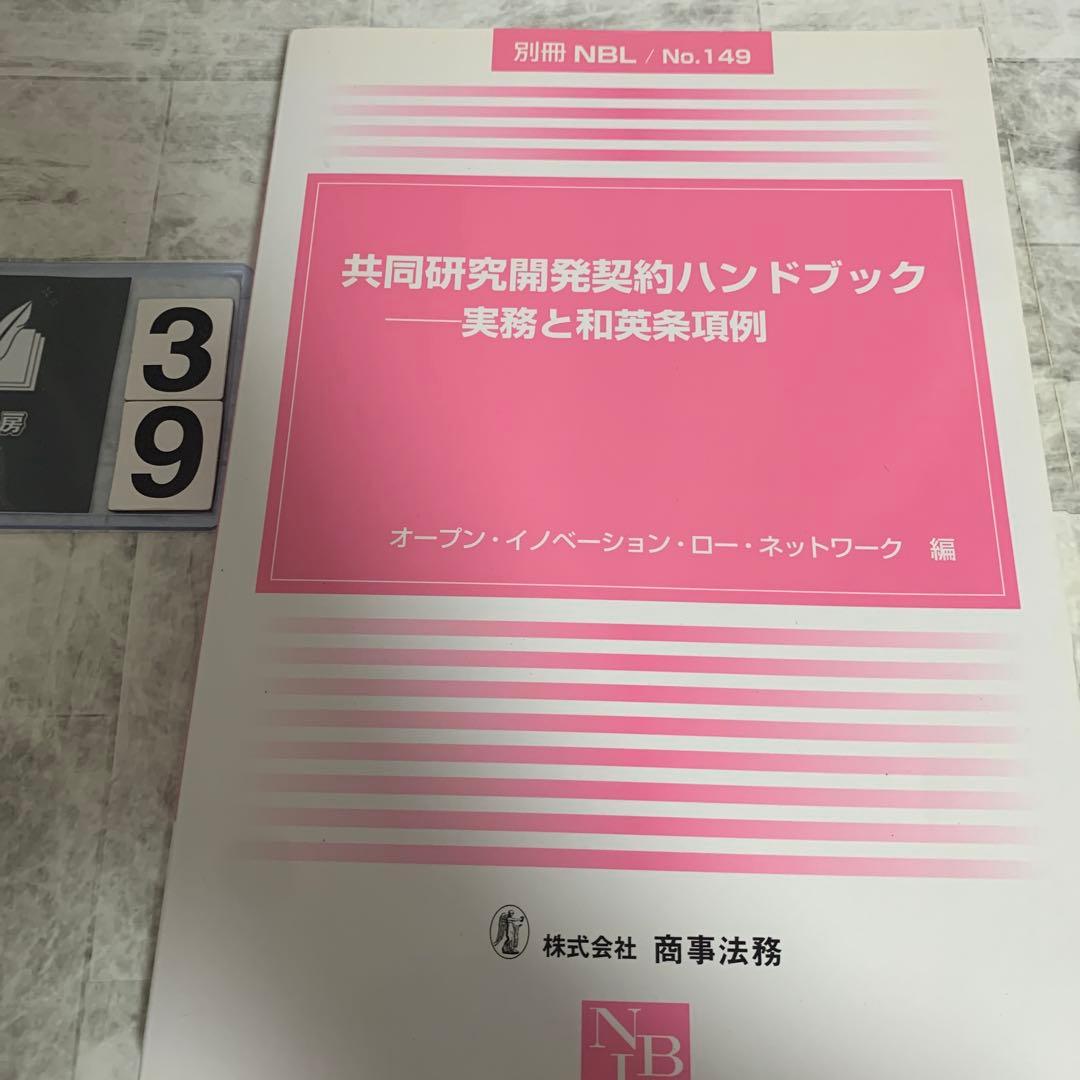 別冊 NBL / No.149
共同研究開発契約ハンドブック
——実務と和英条項例
オープン・イノベーション・ロー・ネットワーク 編
株式会社 商事法務
NBL
房
3
9